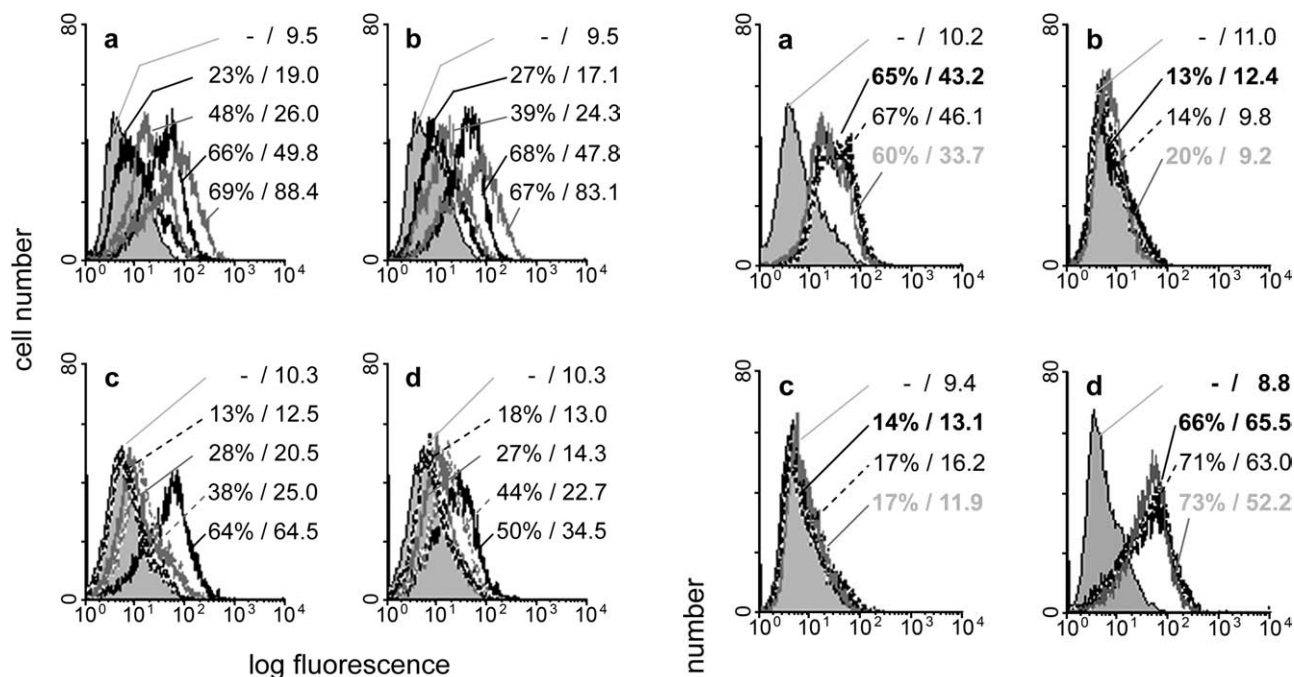 80
a
- / 9.5
23% / 19.0
48% / 26.0
66% / 49.8
69% / 88.4
0
10⁰ 10¹ 10² 10³ 10⁴
b
- / 9.5
27% / 17.1
39% / 24.3
68% / 47.8
67% / 83.1
10⁰ 10¹ 10² 10³ 10⁴
cell number
80
c
- / 10.3
13% / 12.5
28% / 20.5
38% / 25.0
64% / 64.5
0
10⁰ 10¹ 10² 10³ 10⁴
80
d
- / 10.3
18% / 13.0
27% / 14.3
44% / 22.7
50% / 34.5
0
10⁰ 10¹ 10² 10³ 10⁴
log fluorescence
80
a
- / 10.2
65% / 43.2
67% / 46.1
60% / 33.7
0
10⁰ 10¹ 10² 10³ 10⁴
80
b
- / 11.0
13% / 12.4
14% / 9.8
20% / 9.2
0
10⁰ 10¹ 10² 10³ 10⁴
number
80
c
- / 9.4
14% / 13.1
17% / 16.2
17% / 11.9
0
10⁰ 10¹ 10² 10³ 10⁴
80
d
- / 8.8
66% / 65.5
71% / 63.0
73% / 52.2
0
10⁰ 10¹ 10² 10³ 10⁴